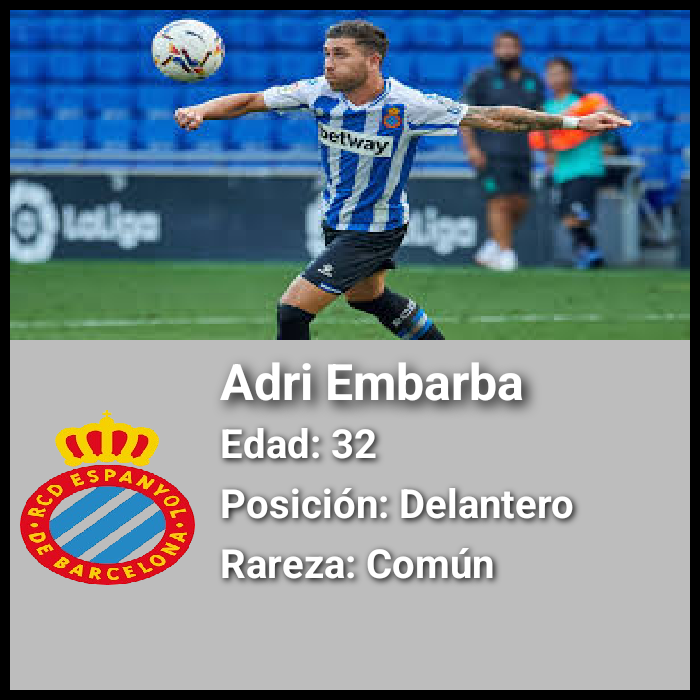 betway
LaLiga
LaLiga
Adri Embarba
Edad: 32
Posición: Delantero
Rareza: Común
RCD ESPANYOL
DE BARCELONA